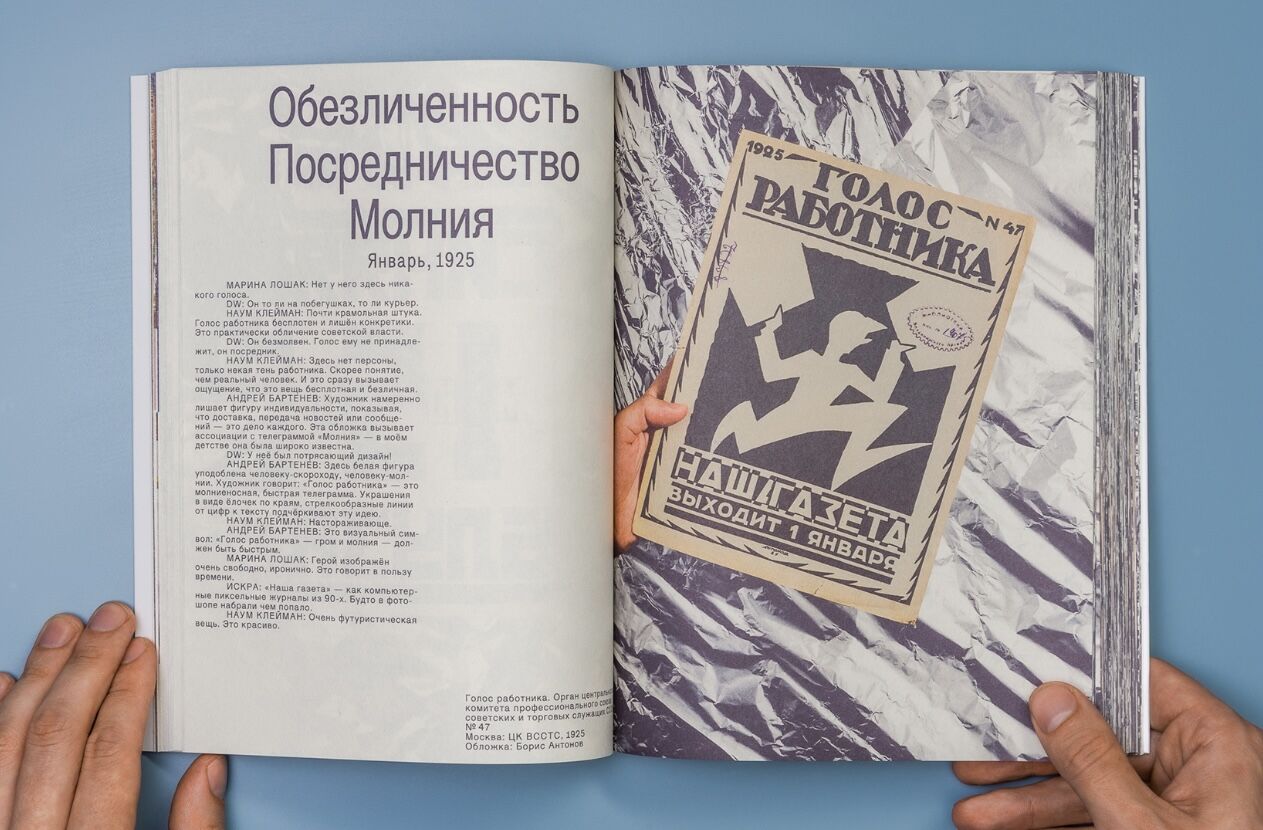 Обезличенность
Посредничество
Молния
Январь, 1925
МАРИНА ЛОШАК: Нет у него здесь ника-
кого голоса.
DW: Он то ли на побегушках, то ли курьер.
НАУМ КЛЕЙМАН: Почти крамольная штука.
Голос работника бесплотен и лишён конкретики.
Это практически обличение советской власти.
DW: Он безмолвен. Голос ему не принадле-
жит, он посредник.
НАУМ КЛЕЙМАН: Здесь нет персоны,
только некая тень работника. Скорее понятие,
чем реальный человек. И это сразу вызывает
ощущение, что это вещь бесплотная и безличная.
АНДРЕЙ БАРТЕНЕВ: Художник намеренно
лишает фигуру индивидуальности, показывая,
что доставка, передача новостей или сообще-
ний — это дело каждого. Эта обложка вызывает
ассоциации с телеграммой «Молния» — в моём
детстве она была широко известна.
DW: У неё был потрясающий дизайн!
АНДРЕЙ БАРТЕНЕВ: Здесь белая фигура
уподоблена человеку-скороходу, человеку-мол-
нии. Художник говорит: «Голос работника» — это
молниеносная, быстрая телеграмма. Украшения
в виде ёлочек по краям, стрелкообразные линии
от цифр к тексту подчёркивают эту идею.
НАУМ КЛЕЙМАН: Настораживающе.
АНДРЕЙ БАРТЕНЕВ: Это визуальный сим-
вол: «Голос работника» — гром и молния — дол-
жен быть быстрым.
МАРИНА ЛОШАК: Герой изображён
очень свободно, иронично. Это говорит в пользу
времени.
ИСКРА: «Наша газета» — как компьютер-
ные пиксельные журналы из 90-х. Будто в фото-
шопе набрали чем попало.
НАУМ КЛЕЙМАН: Очень футуристическая
вещь. Это красиво.
Голос работника. Орган
комитета профессионального
советских и торговых служащих
№ 47
Москва: ЦК ВССТС, 1925
Обложка: Борис Антонов
1925
ГОЛОС
N 47
РАБОТНИКА
НАША ГАЗЕТА
ВЫХОДИТ 1 ЯНВАРЯ